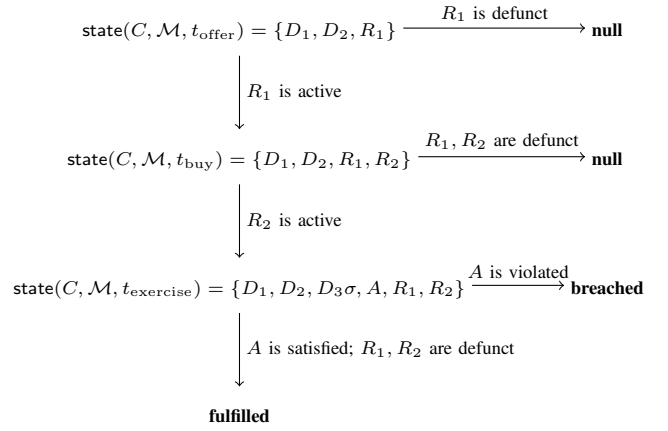 state(C, M, t_offer) = {D_1, D_2, R_1} R_1 is defunct null
R_1 is active
state(C, M, t_buy) = {D_1, D_2, R_1, R_2} R_1, R_2 are defunct null
R_2 is active
state(C, M, t_exercise) = {D_1, D_2, D_3σ, A, R_1, R_2} A is violated breached
A is satisfied; R_1, R_2 are defunct
fulfilled